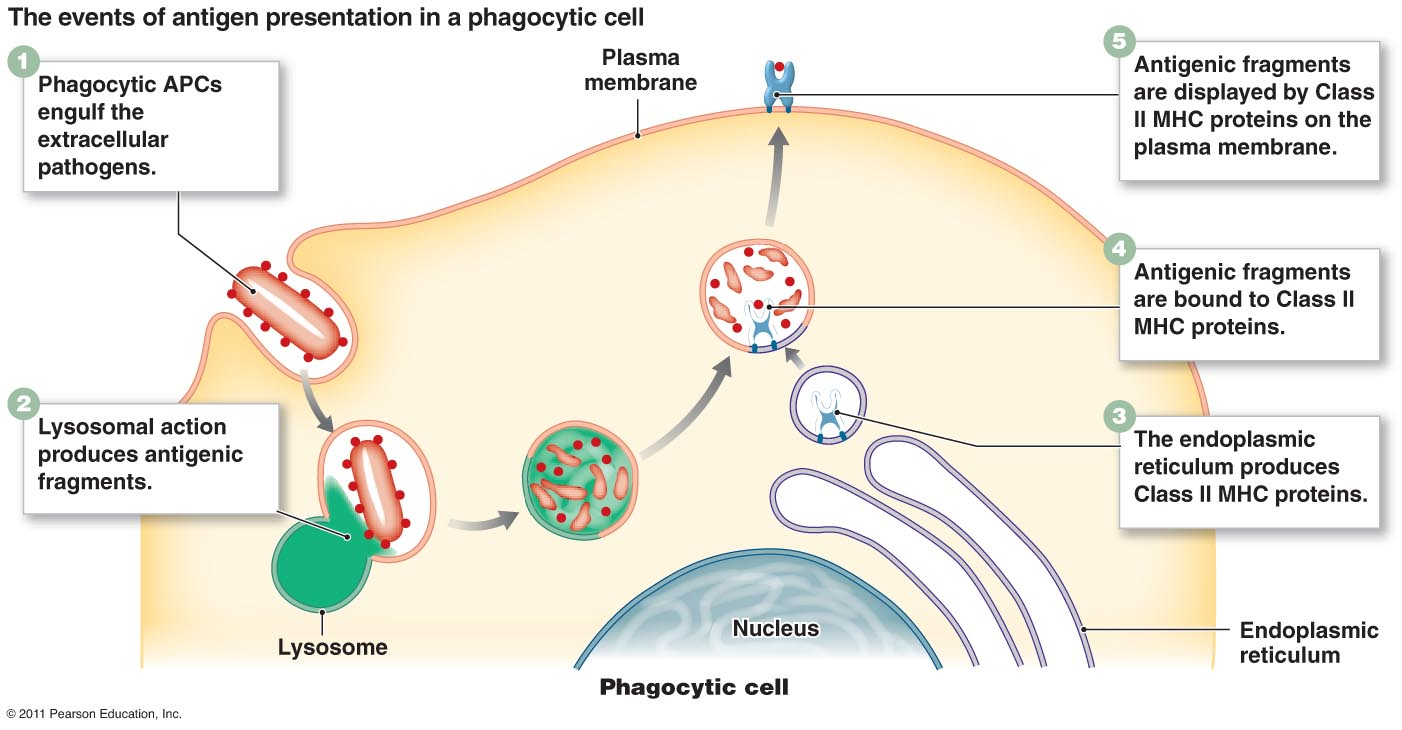 The events of antigen presentation in a phagocytic cell
1
Phagocytic APCs
engulf the
extracellular
pathogens.
Plasma
membrane
5
Antigenic fragments
are displayed by Class
II MHC proteins on the
plasma membrane.
4
Antigenic fragments
are bound to Class II
MHC proteins.
2
Lysosomal action
produces antigenic
fragments.
3
The endoplasmic
reticulum produces
Class II MHC proteins.
Lysosome
Nucleus
Endoplasmic
reticulum
Phagocytic cell
© 2011 Pearson Education, Inc.